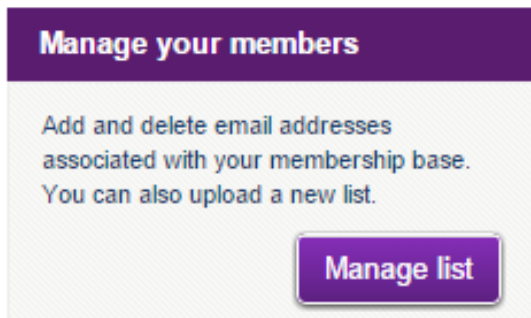 Manage your members
Add and delete email addresses
associated with your membership base.
You can also upload a new list.
Manage list